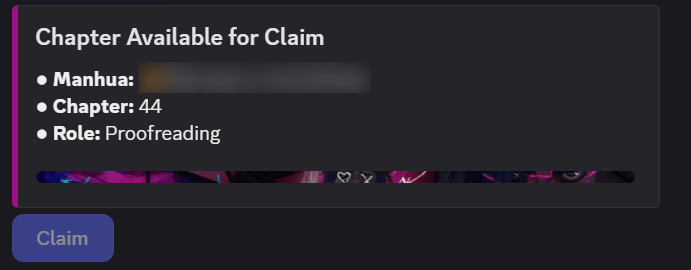 Chapter Available for Claim
● Manhua:
● Chapter: 44
● Role: Proofreading
Claim